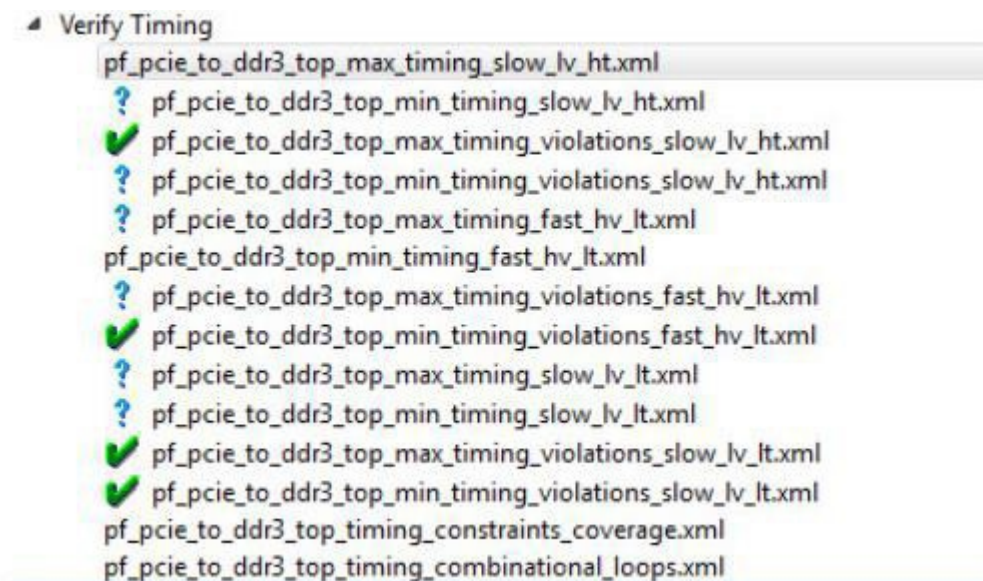 Verify Timing
pf_pcie_to_ddr3_top_max_timing_slow_lv_ht.xml
pf_pcie_to_ddr3_top_min_timing_slow_lv_ht.xml
pf_pcie_to_ddr3_top_max_timing_violations_slow_lv_ht.xml
pf_pcie_to_ddr3_top_min_timing_violations_slow_lv_ht.xml
pf_pcie_to_ddr3_top_max_timing_fast_hv_lt.xml
pf_pcie_to_ddr3_top_min_timing_fast_hv_lt.xml
pf_pcie_to_ddr3_top_max_timing_violations_fast_hv_lt.xml
pf_pcie_to_ddr3_top_min_timing_violations_fast_hv_lt.xml
pf_pcie_to_ddr3_top_max_timing_slow_lv_lt.xml
pf_pcie_to_ddr3_top_min_timing_slow_lv_lt.xml
pf_pcie_to_ddr3_top_max_timing_violations_slow_lv_lt.xml
pf_pcie_to_ddr3_top_min_timing_violations_slow_lv_lt.xml
pf_pcie_to_ddr3_top_timing_constraints_coverage.xml
pf_pcie_to_ddr3_top_timing_combinational_loops.xml